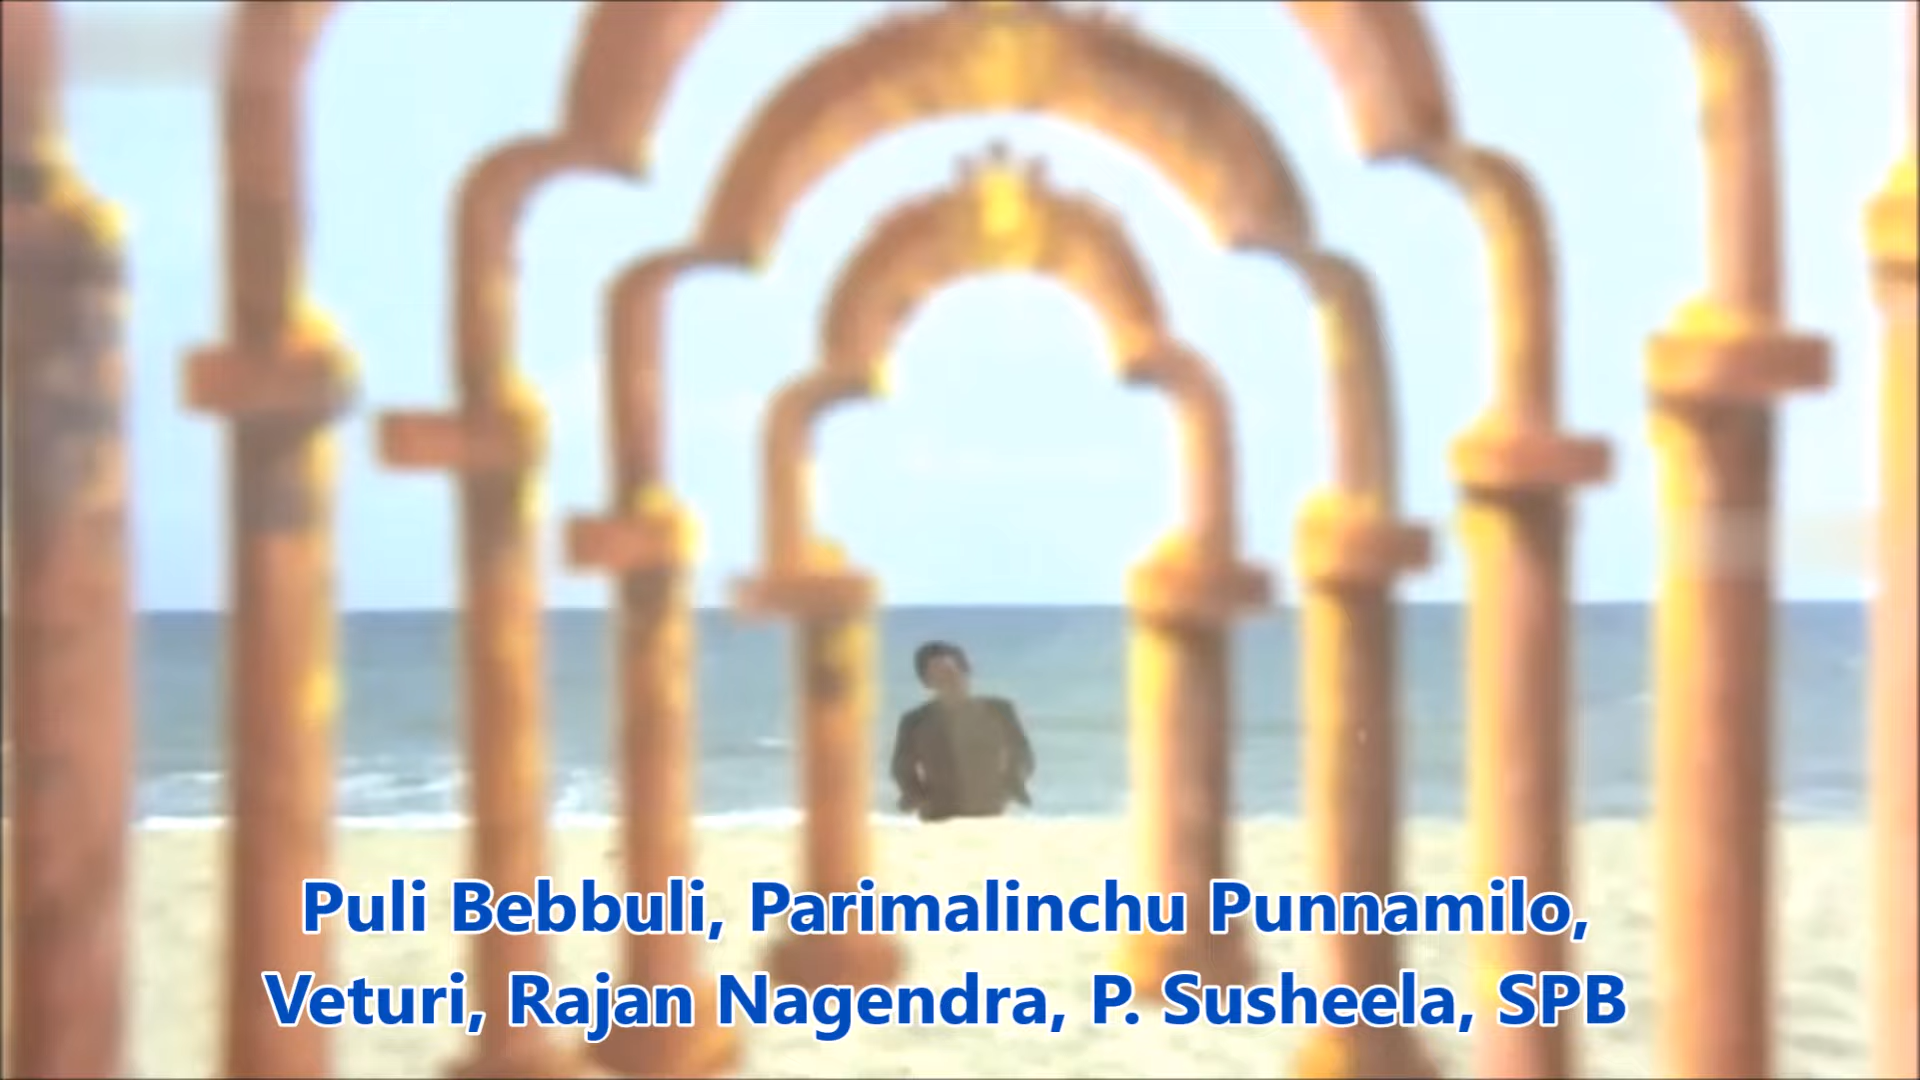 Puli Bebbuli, Parimalinchu Punnamilo,
Veturi, Rajan Nagendra, P. Susheela, SPB